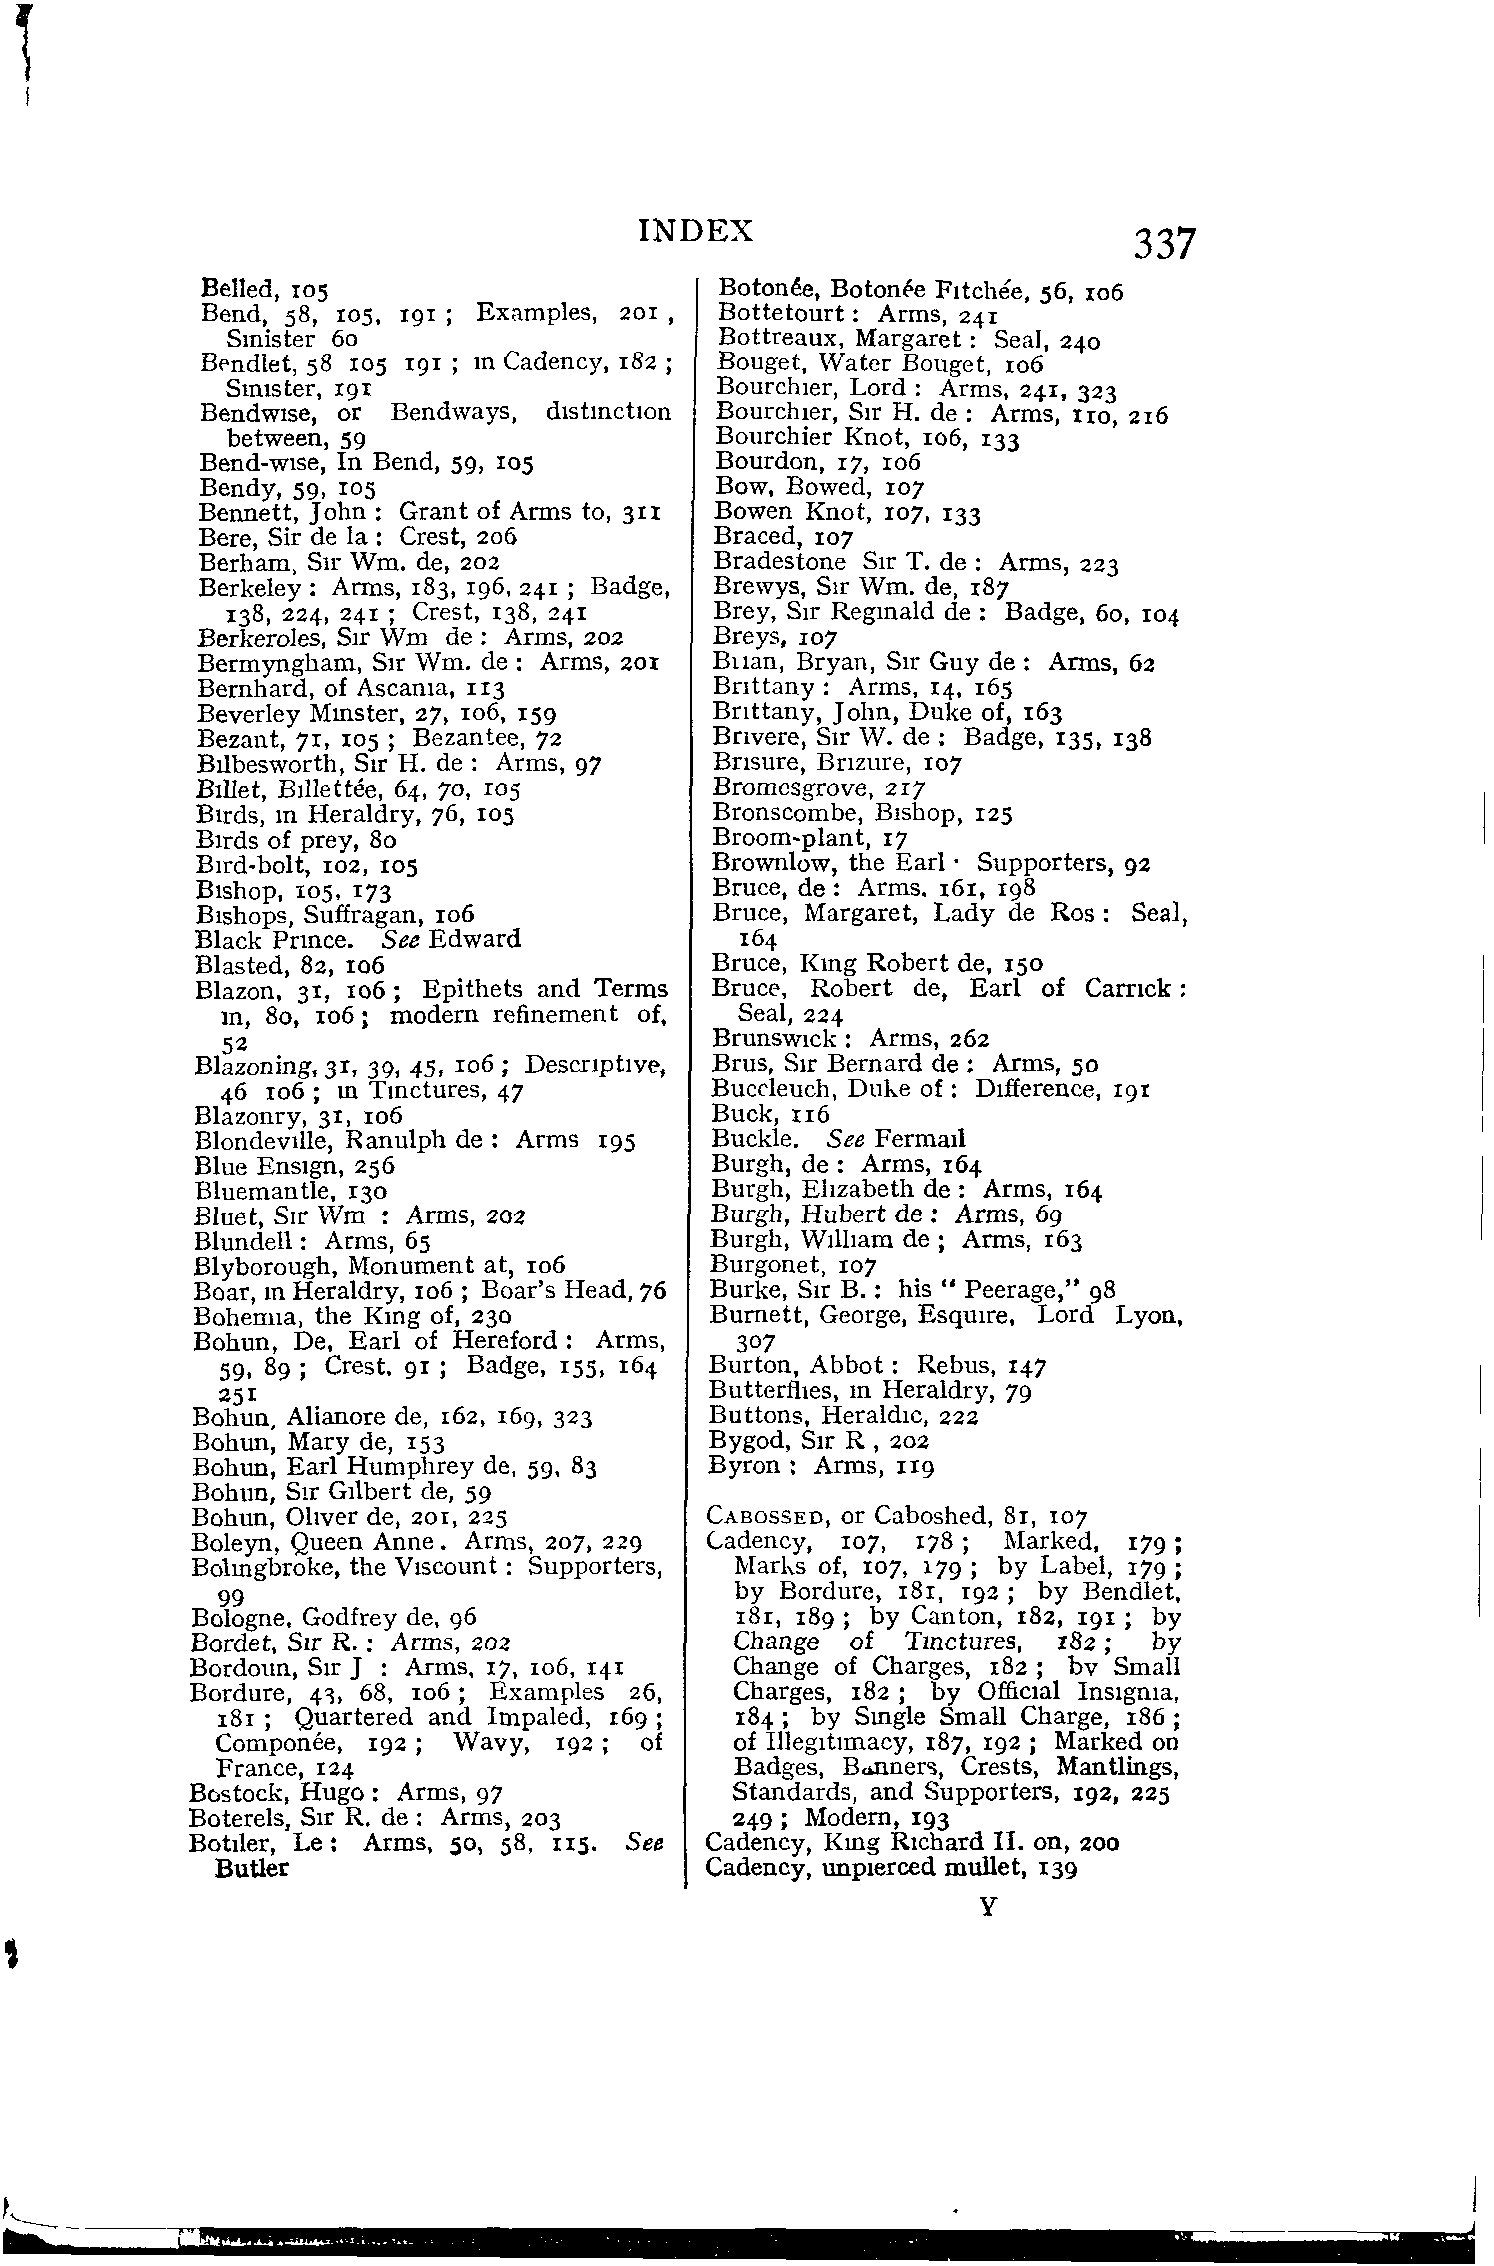 INDEX
337
Belled, 105
Bend, 58, 105, 191 ; Examples, 201 ,
Sinister 60
Bendlet, 58 105 191 ; in Cadency, 182 ;
Sinister, 191
Bendwise, or Bendways, distinction
between, 59
Bend-wise, In Bend, 59, 105
Bendy, 59, 105
Bennett, John : Grant of Arms to, 311
Bere, Sir de la : Crest, 206
Berham, Sir Wm. de, 202
Berkeley : Arms, 183, 196, 241 ; Badge,
138, 224, 241 ; Crest, 138, 241
Berkeroles, Sir Wm de : Arms, 202
Bermyngham, Sir Wm. de : Arms, 201
Bernhard, of Ascania, 113
Beverley Minster, 27, 106, 159
Bezant, 71, 105 ; Bezantee, 72
Bilbesworth, Sir H. de : Arms, 97
Billet, Billettée, 64, 70, 105
Birds, in Heraldry, 76, 105
Birds of prey, 80
Bird-bolt, 102, 105
Bishop, 105, 173
Bishops, Suffragan, 106
Black Prince. See Edward
Blasted, 82, 106
Blazon, 31, 106 ; Epithets and Terms
in, 80, 106 ; modern refinement of,
52
Blazoning, 31, 39, 45, 106 ; Descriptive,
46 106 ; in Tinctures, 47
Blazonry, 31, 106
Blondeville, Ranulph de : Arms 195
Blue Ensign, 256
Bluemantle, 130
Bluet, Sir Wm : Arms, 202
Blundell : Arms, 65
Blyborough, Monument at, 106
Boar, in Heraldry, 106 ; Boar's Head, 76
Bohemia, the King of, 230
Bohun, De, Earl of Hereford : Arms,
59, 89 ; Crest, 91 ; Badge, 155, 164
251
Bohun, Alianore de, 162, 169, 323
Bohun, Mary de, 153
Bohun, Earl Humphrey de, 59, 83
Bohun, Sir Gilbert de, 59
Bohun, Oliver de, 201, 225
Boleyn, Queen Anne. Arms, 207, 229
Bolingbroke, the Viscount : Supporters,
99
Bologne, Godfrey de, 96
Bordet, Sir R. : Arms, 202
Bordoun, Sir J : Arms, 17, 106, 141
Bordure, 43, 68, 106 ; Examples 26,
181 ; Quartered and Impaled, 169 ;
Componée, 192 ; Wavy, 192 ; of
France, 124
Bostock, Hugo : Arms, 97
Boterels, Sir R. de : Arms, 203
Botiler, Le : Arms, 50, 58, 115. See
Butler
Botonée, Botonée Fitchée, 56, 106
Bottetourt : Arms, 241
Bottreaux, Margaret : Seal, 240
Bouget, Water Bouget, 106
Bourchier, Lord : Arms, 241, 323
Bourchier, Sir H. de : Arms, 110, 216
Bourchier Knot, 106, 133
Bourdon, 17, 106
Bow, Bowed, 107
Bowen Knot, 107, 133
Braced, 107
Bradestone Sir T. de : Arms, 223
Brewys, Sir Wm. de, 187
Brey, Sir Reginald de : Badge, 60, 104
Breys, 107
Brian, Bryan, Sir Guy de : Arms, 62
Brittany : Arms, 14, 165
Brittany, John, Duke of, 163
Brivere, Sir W. de : Badge, 135, 138
Brisure, Brizure, 107
Bromesgrove, 217
Bronscombe, Bishop, 125
Broom-plant, 17
Brownlow, the Earl · Supporters, 92
Bruce, de : Arms, 161, 198
Bruce, Margaret, Lady de Ros : Seal,
164
Bruce, King Robert de, 150
Bruce, Robert de, Earl of Carrick :
Seal, 224
Brunswick : Arms, 262
Brus, Sir Bernard de : Arms, 50
Buccleuch, Duke of : Difference, 191
Buck, 116
Buckle. See Fermail
Burgh, de : Arms, 164
Burgh, Elizabeth de : Arms, 164
Burgh, Hubert de : Arms, 69
Burgh, William de ; Arms, 163
Burgonet, 107
Burke, Sir B. : his " Peerage," 98
Burnett, George, Esquire, Lord Lyon,
307
Burton, Abbot : Rebus, 147
Butterflies, in Heraldry, 79
Buttons, Heraldic, 222
Bygod, Sir R , 202
Byron : Arms, 119
CABOSSED, or Caboshed, 81, 107
Cadency, 107, 178 ; Marked, 179 ;
Marks of, 107, 179 ; by Label, 179 ;
by Bordure, 181, 192 ; by Bendlet,
181, 189 ; by Canton, 182, 191 ; by
Change of Tinctures, 182 ; by
Change of Charges, 182 ; by Small
Charges, 182 ; by Official Insignia,
184 ; by Single Small Charge, 186 ;
of Illegitimacy, 187, 192 ; Marked on
Badges, Banners, Crests, Mantlings,
Standards, and Supporters, 192, 225
249 ; Modern, 193
Cadency, King Richard II. on, 200
Cadency, unpierced mullet, 139
Y